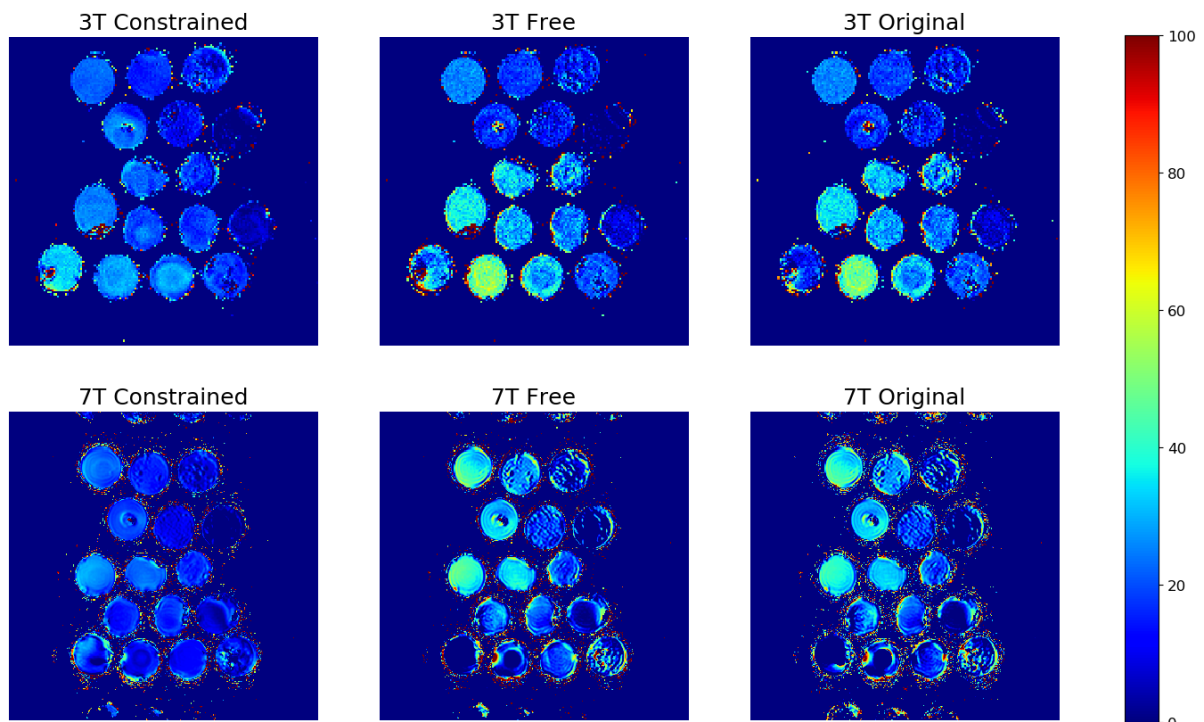 3T Constrained
3T Free
3T Original
100
80
60
40
20
0
7T Constrained
7T Free
7T Original